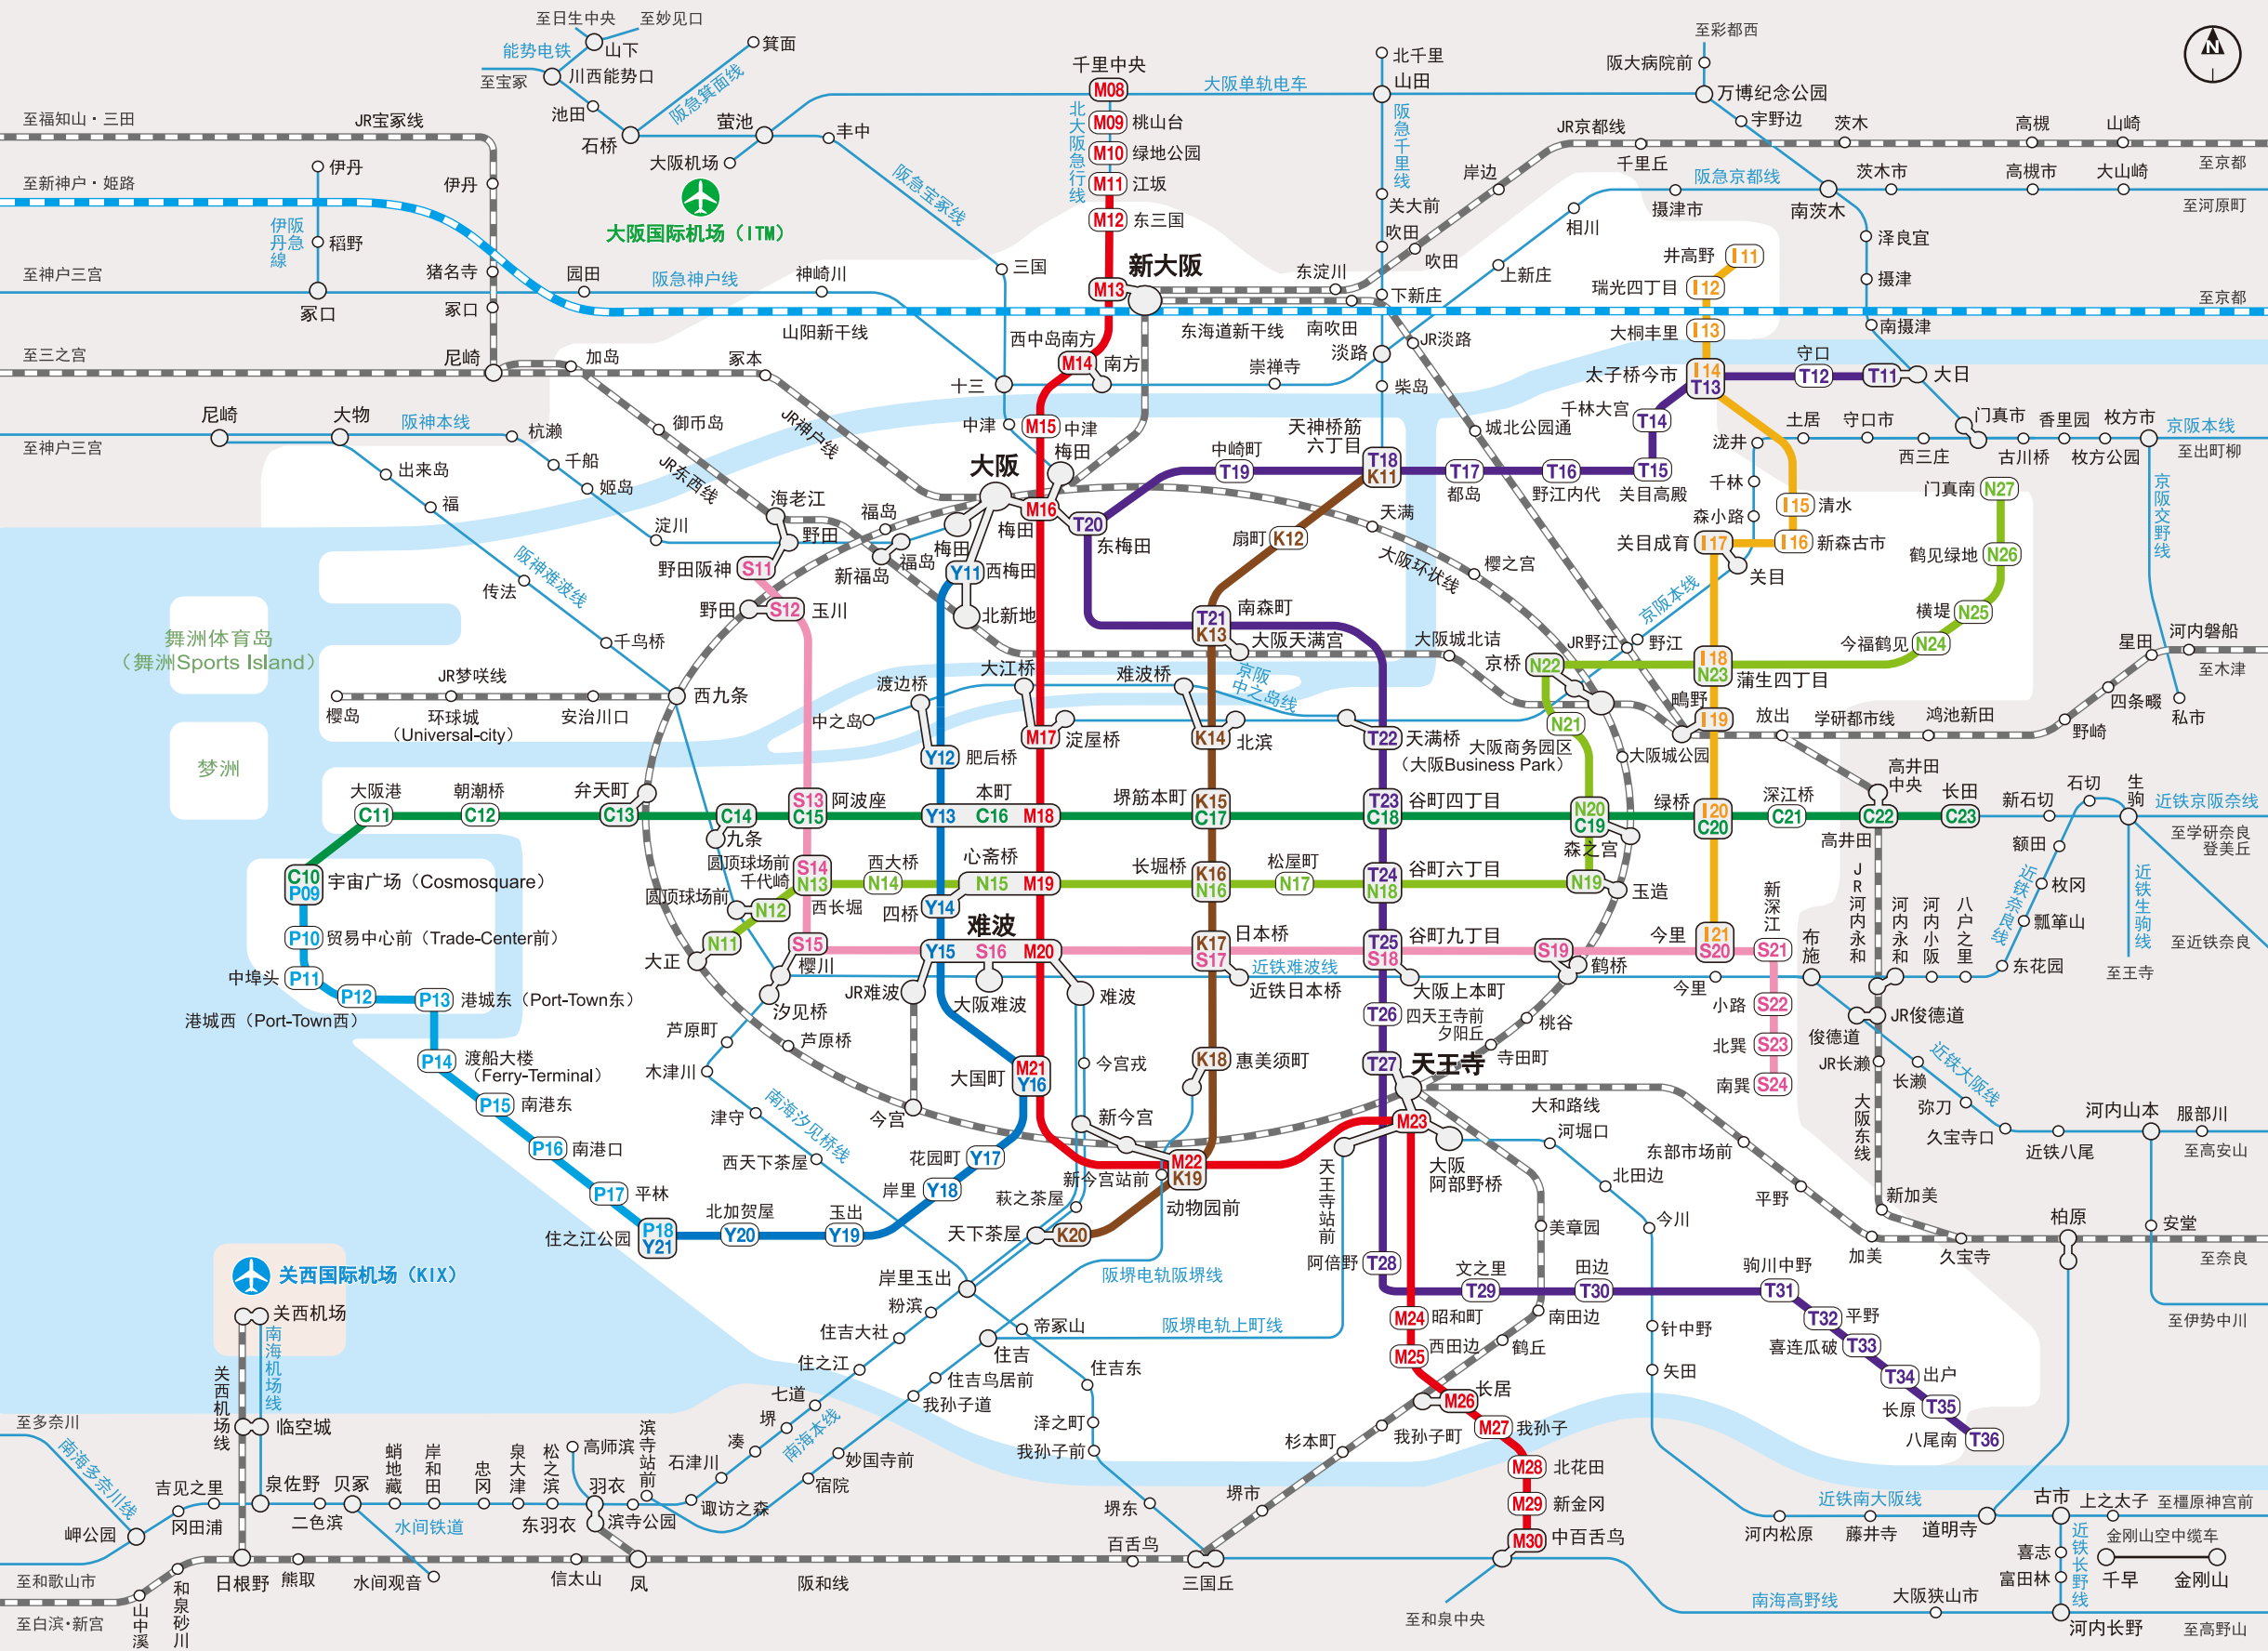 至日生中央
至妙见口
能势电铁
山下
至宝冢
川西能势口
池田
石桥
阪急箕面线
箕面
萤池
大阪机场
大阪国际机场（ITM）
丰中
阪急宝冢线
千里中央
M08
M09 桃山台
M10 绿地公园
M11 江坂
M12 东三国
北大阪急行线
大阪单轨电车
北千里
山田
阪急千里线
关大前
吹田
下新庄
至彩都西
阪大病院前
万博纪念公园
宇野边
JR京都线
千里丘
茨木
高槻
山崎
至京都
岸边
吹田
阪急京都线
摄津市
南茨木
茨木市
高槻市
大山崎
至河原町
相川
上新庄
泽良宜
摄津
南摄津
至京都
N
至福知山・三田
JR宝冢线
至新神户・姬路
伊丹
伊丹
阪急伊丹線
稻野
猪名寺
冢口
冢口
至神户三宫
园田
阪急神户线
神崎川
三国
山阳新干线
新大阪
M13
东淀川
东海道新干线
南吹田
至三之宫
尼崎
加岛
冢本
十三
西中岛南方
M14
南方
崇禅寺
淡路
JR淡路
柴岛
井高野
I11
瑞光四丁目
I12
大桐丰里
I13
太子桥今市
I14
T13
守口
T12
T11
大日
尼崎
大物
阪神本线
至神户三宫
杭濑
千船
姬岛
淀川
御币岛
JR东西线
JR神户线
出来岛
福
传法
阪神难波线
千鸟桥
中津
M15 中津
梅田
大阪
M16
梅田
梅田
T20
东梅田
中崎町
T19
天神桥筋
六丁目
T18
K11
T17
都岛
T16
野江内代
T15
关目高殿
千林大宫
T14
城北公园通
土居
守口市
门真市
香里园
枚方市
京阪本线
至出町柳
滝井
西三庄
古川桥
枚方公园
千林
森小路
I15 清水
I16 新森古市
关目成育 I17
关目
门真南 N27
鹤见绿地 N26
横堤 N25
今福鹤见 N24
京阪交野线
海老江
野田
福岛
福岛
新福岛
野田阪神 S11
野田
S12 玉川
Y11 西梅田
北新地
扇町 K12
天满
大阪环状线
樱之宫
南森町
T21
K13
大阪天满宫
大阪城北诘
京阪本线
JR野江
野江
京桥 N22
I18
N23
蒲生四丁目
星田
河内磐船
至木津
四条畷
私市
野崎
舞洲体育岛
（舞洲Sports Island）
梦洲
JR梦咲线
樱岛
环球城
（Universal-city）
安治川口
西九条
渡边桥
大江桥
难波桥
京阪
中之岛线
中之岛
Y12 肥后桥
M17 淀屋桥
K14 北滨
T22 天满桥
N21
大阪商务园区
（大阪Business Park）
大阪城公园
鴫野
I19
放出
学研都市线
鸿池新田
大阪港
C11
朝潮桥
C12
弁天町
C13
C14
九条
S13
C15
阿波座
本町
Y13 C16 M18
堺筋本町
K15
C17
T23
C18
谷町四丁目
N20
C19
森之宫
绿桥
I20
C20
深江桥
C21
高井田
中央
C22
高井田
长田
C23
新石切
石切
生驹
近铁京阪奈线
至学研奈良
登美丘
C10
P09
宇宙广场（Cosmosquare）
P10 贸易中心前（Trade-Center前）
中埠头 P11
P12
港城西（Port-Town西）
P13 港城东（Port-Town东）
P14
渡船大楼
（Ferry-Terminal）
P15 南港东
P16 南港口
P17 平林
住之江公园
P18
Y21
圆顶球场前
千代崎
S14
N13
西长堀
西大桥
N14
心斋桥
N15 M19
四桥 Y14
圆顶球场前
N12
N11
大正
长堀桥
K16
N16
松屋町
N17
T24
N18
谷町六丁目
N19
玉造
额田
枚冈
瓢箪山
东花园
近铁奈良线
近铁生驹线
至近铁奈良
至王寺
S15
樱川
难波
Y15 S16 M20
JR难波
大阪难波
难波
K17
S17
日本桥
近铁难波线
近铁日本桥
T25
S18
谷町九丁目
大阪上本町
S19
鹤桥
今里
I21
S20
今里
新深江
S21
小路 S22
北巽 S23
南巽 S24
布施
JR河内永和
河内永和
河内小阪
八户之里
JR俊德道
俊德道
JR长濑
长濑
弥刀
久宝寺口
近铁大阪线
大阪东线
新加美
近铁八尾
河内山本
服部川
至高安山
汐见桥
芦原町
芦原桥
木津川
津守
南海汐见桥线
西天下茶屋
今宫
大国町
M21
Y16
今宫戎
新今宫
K18 惠美须町
T26
四天王寺前
夕阳丘
T27
天王寺
桃谷
寺田町
M23
大阪
阿部野桥
天王寺站前
大和路线
河堀口
北田边
今川
东部市场前
平野
加美
久宝寺
柏原
安堂
至奈良
至伊势中川
花园町 Y17
岸里 Y18
玉出
Y19
北加贺屋
Y20
M22
K19
动物园前
新今宫站前
萩之茶屋
天下茶屋 K20
阪堺电轨阪堺线
阪堺电轨上町线
阿倍野 T28
文之里
T29
田边
T30
驹川中野
T31
T32 平野
喜连瓜破 T33
T34 出户
长原 T35
八尾南 T36
美章园
南田边
鹤丘
M24 昭和町
M25
西田边
长居
M26
M27 我孙子
我孙子町
杉本町
堺市
M28 北花田
M29 新金冈
M30 中百舌鸟
针中野
矢田
关西国际机场（KIX）
关西机场
南海机场线
关西机场线
临空城
至多奈川
南海多奈川线
岬公园
吉见之里
冈田浦
泉佐野
二色滨
贝冢
蛸地藏
岸和田
忠冈
泉大津
松之滨
高师滨
羽衣
东羽衣
滨寺站前
滨寺公园
水间铁道
水间观音
石津川
诹访之森
凑
堺
七道
南海本线
住之江
住吉大社
粉滨
岸里玉出
帝冢山
住吉
住吉鸟居前
我孙子道
妙国寺前
宿院
住吉东
泽之町
我孙子前
堺东
至和歌山市
至白滨・新宫
山中溪
和泉砂川
日根野
熊取
信太山
凤
阪和线
百舌鸟
三国丘
至和泉中央
南海高野线
大阪狭山市
近铁南大阪线
河内松原
藤井寺
道明寺
古市
上之太子
至橿原神宫前
金刚山空中缆车
千早
金刚山
喜志
富田林
近铁长野线
河内长野
至高野山